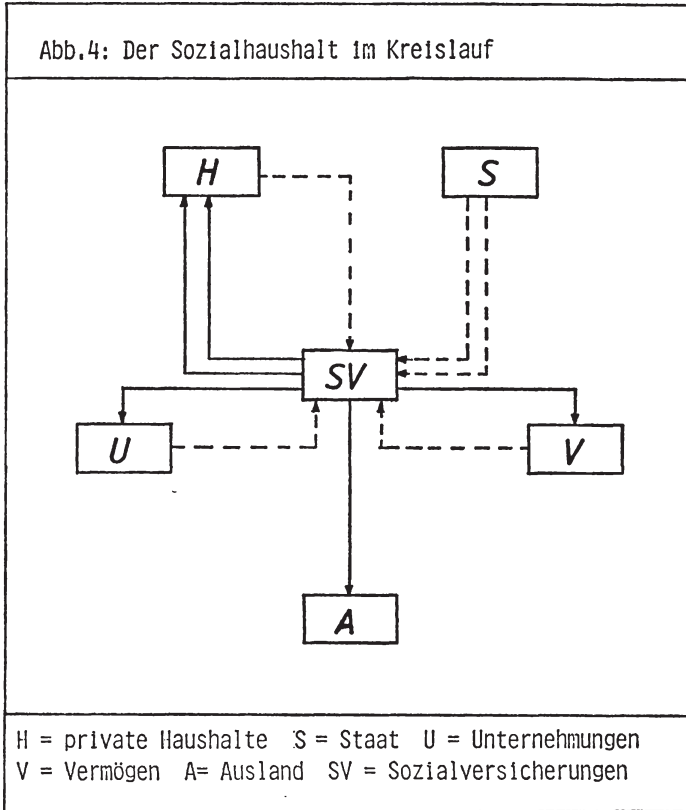 Abb.4: Der Sozialhaushalt im Kreislauf
H
S
SV
U
V
A
H = private Haushalte S = Staat U = Unternehmungen
V = Vermögen A= Ausland SV = Sozialversicherungen